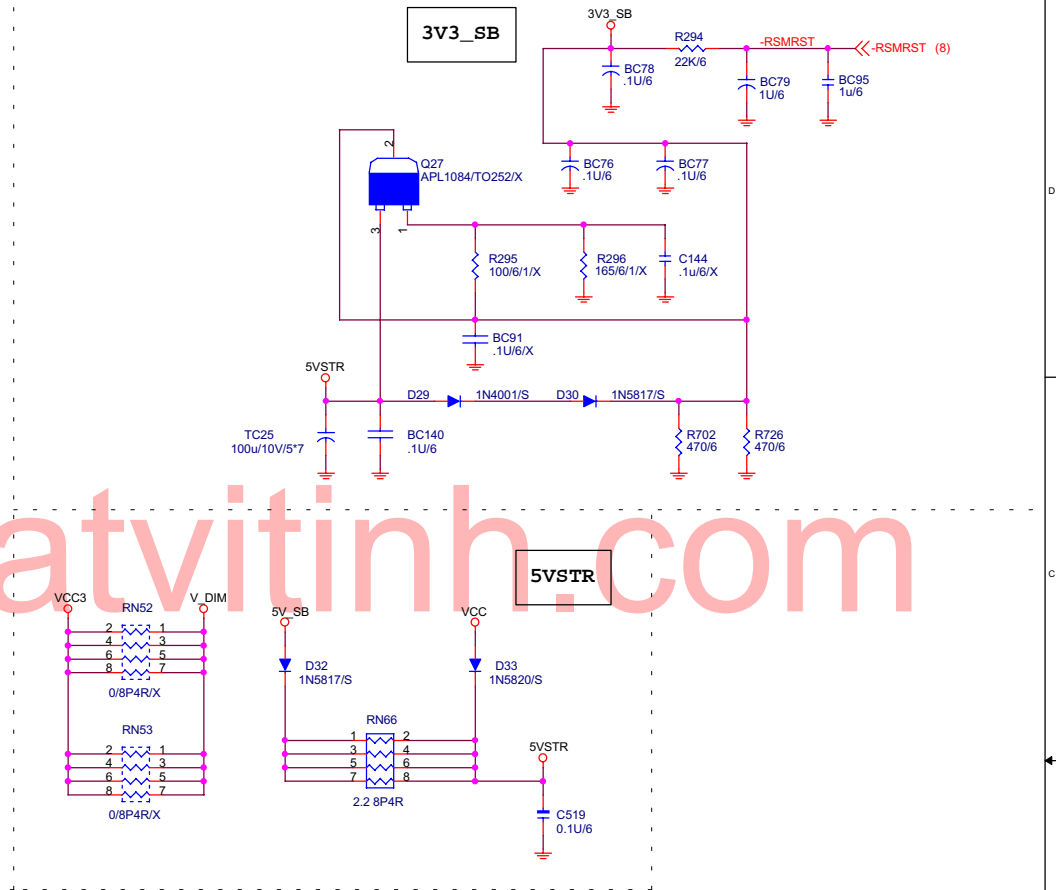 3V3_SB
3V3_SB
R294
22K/6
-RSMRST
-RSMRST (8)
BC78
.1U/6
BC79
1U/6
BC95
1u/6
2
Q27
APL1084/TO252/X
BC76
.1U/6
BC77
.1U/6
D
3
1
R295
100/6/1/X
R296
165/6/1/X
C144
.1u/6/X
BC91
.1U/6/X
5VSTR
D29
1N4001/S
D30
1N5817/S
TC25
100u/10V/5*7
BC140
.1U/6
R702
470/6
R726
470/6
atvitinh.com
5VSTR
C
VCC3
RN52
V_DIM
2 1
4 3
6 5
8 7
0/8P4R/X
5V_SB
VCC
D32
1N5817/S
D33
1N5820/S
RN53
2 1
4 3
6 5
8 7
0/8P4R/X
RN66
1 2
3 4
5 6
7 8
2.2 8P4R
5VSTR
C519
0.1U/6